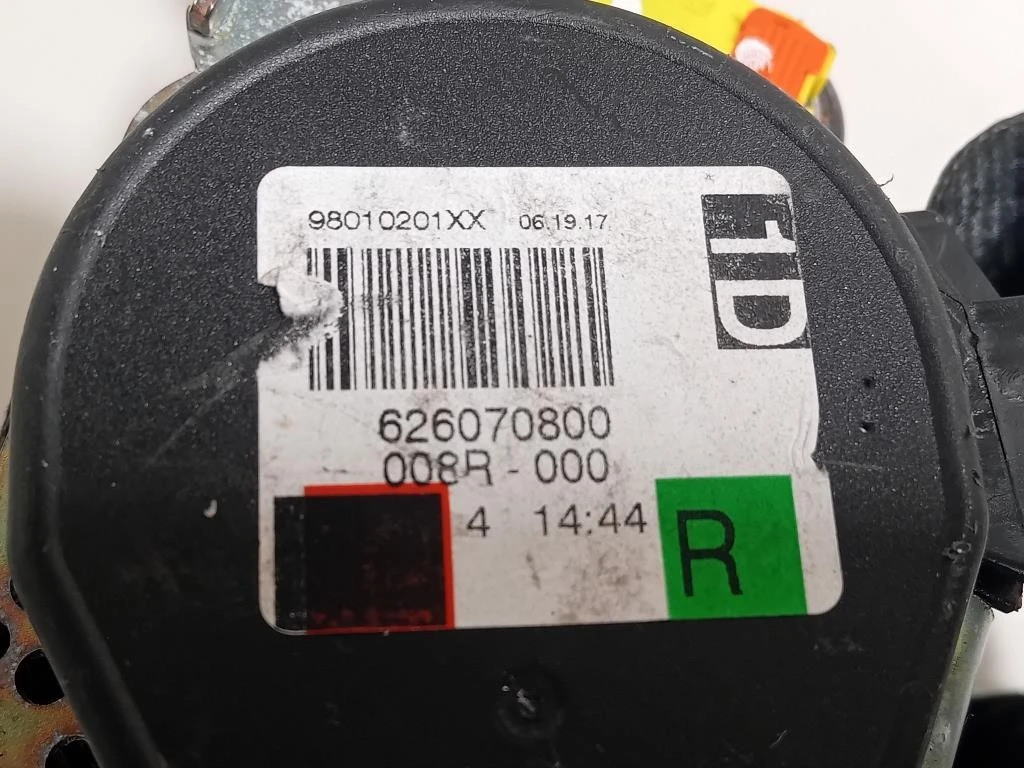 98010201XX 06.19.17
1D
626070800
008R - 000
4 14:44
R